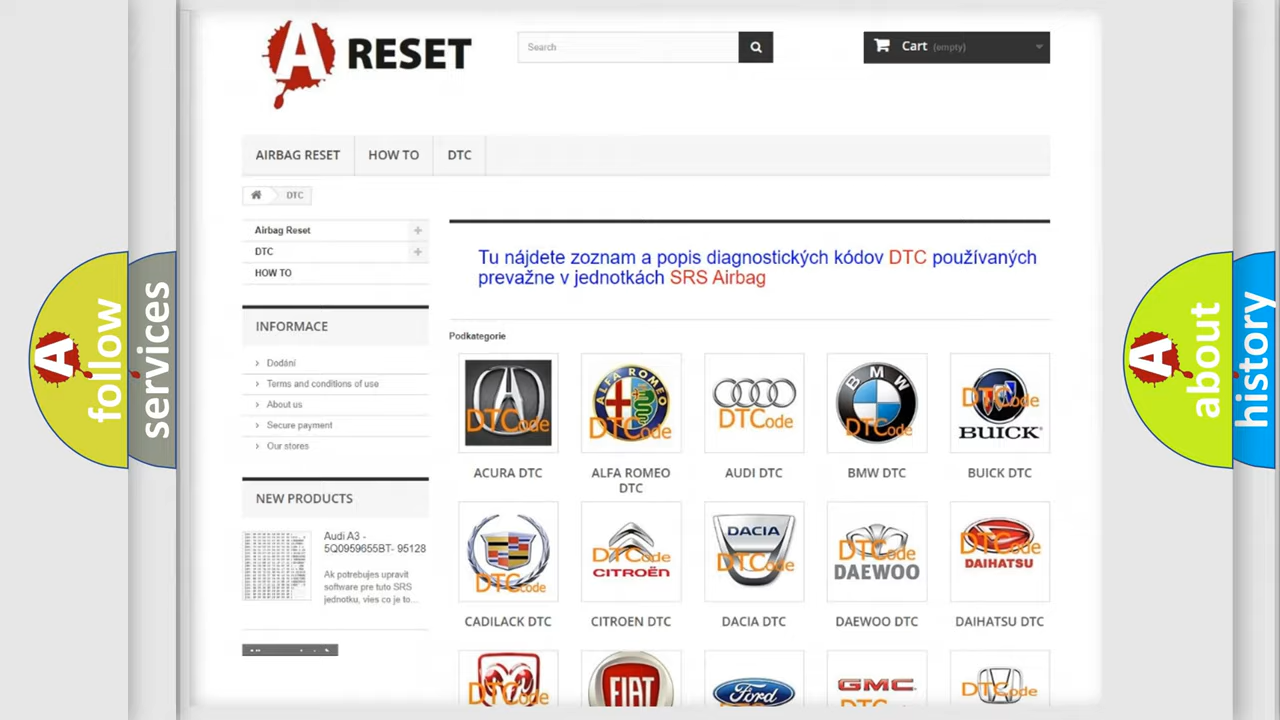 A RESET
Search
Cart (empty)
AIRBAG RESET
HOW TO
DTC
DTC
Airbag Reset
DTC
HOW TO
Tu nájdete zoznam a popis diagnostických kódov DTC používaných
prevažne v jednotkách SRS Airbag
INFORMACE
Dodání
Terms and conditions of use
About us
Secure payment
Our stores
NEW PRODUCTS
Audi A3 -
5Q0959655BT- 95128
Ak potrebujes upravit
software pre tuto SRS
jednotku, vies co je to...
Podkategorie
DTCode
ALFA ROMEO
DTCode
DTCode
BMW
DTCode
DTCode
BUICK
ACURA DTC
ALFA ROMEO
DTC
AUDI DTC
BMW DTC
BUICK DTC
DTCode
DTCode
CITROËN
DACIA
DTCode
DTCode
DAEWOO
DTCode
DAIHATSU
CADILACK DTC
CITROEN DTC
DACIA DTC
DAEWOO DTC
DAIHATSU DTC
DTCode
FIAT
Ford
GMC
DTCode
A follow
services
A about
history